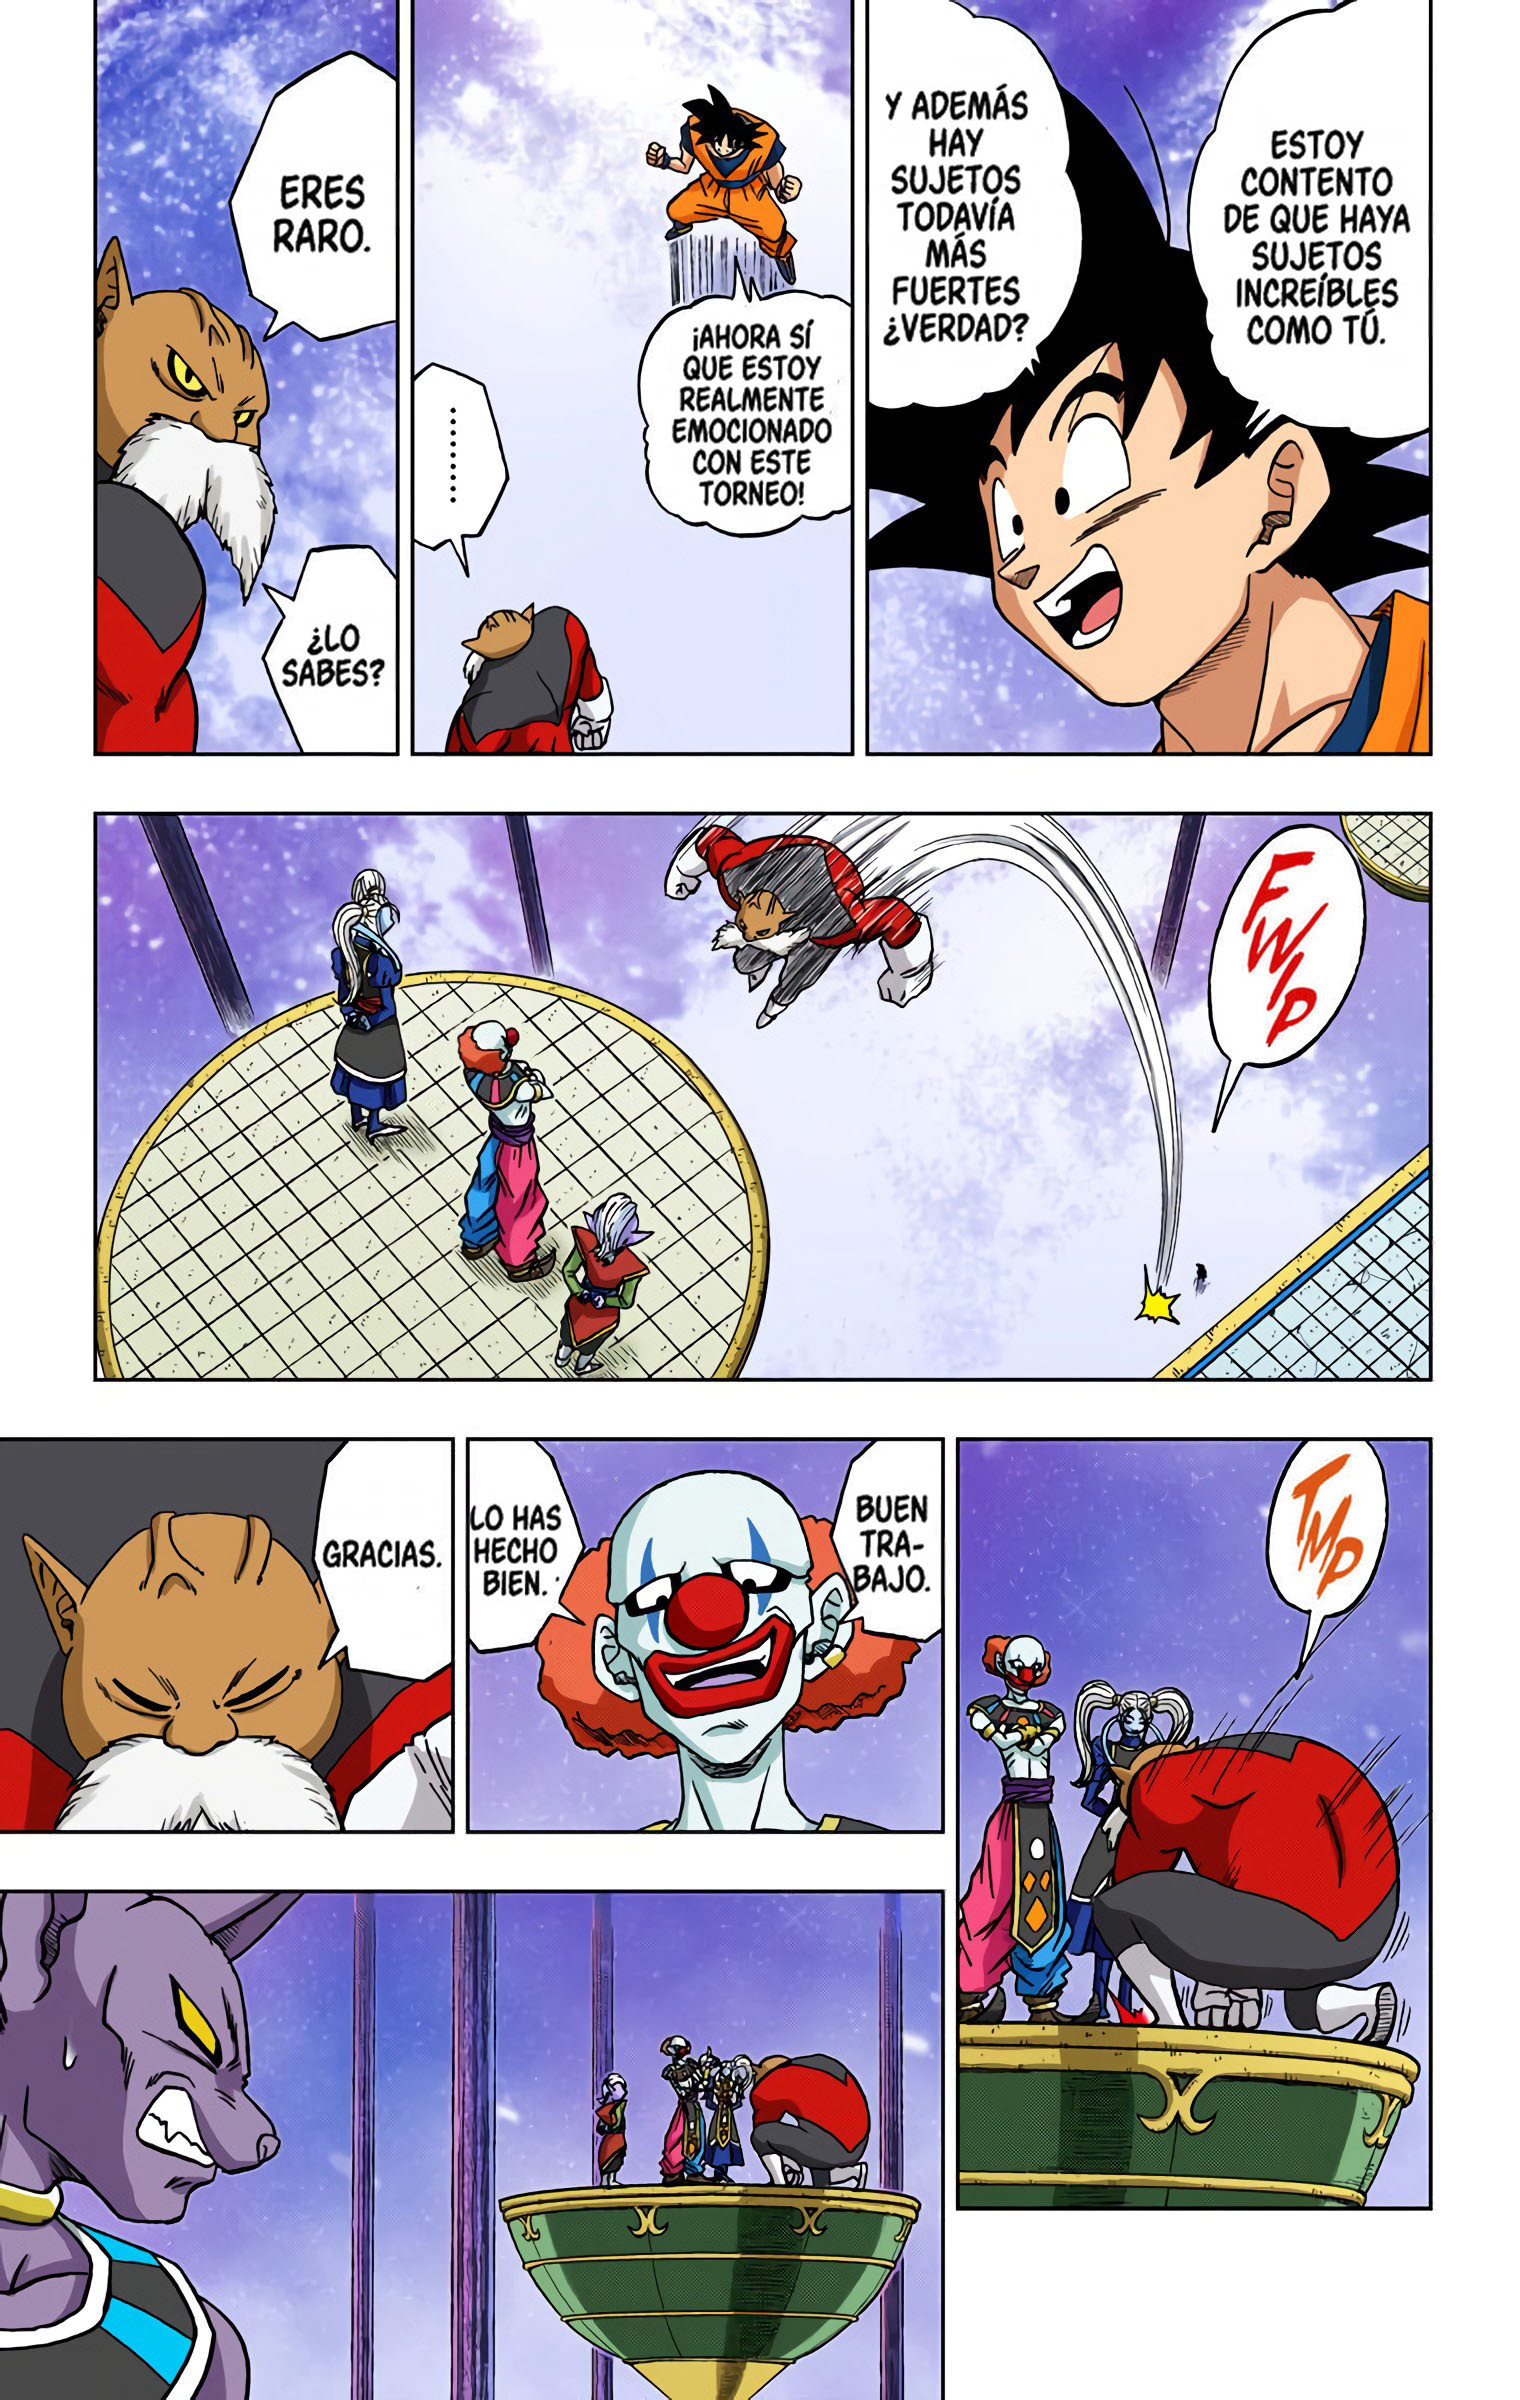 ESTOY
CONTENTO
DE QUE HAYA
SUJETOS
INCREÍBLES
COMO TÚ.
Y ADEMÁS
HAY
SUJETOS
TODAVÍA
MÁS
FUERTES
¿VERDAD?
¡AHORA SÍ
QUE ESTOY
REALMENTE
EMOCIONADO
CON ESTE
TORNEO!
........
ERES
RARO.
¿LO
SABES?
FWIP
TMP
BUEN
TRA-
BAJO.
LO HAS
HECHO
BIEN.
GRACIAS.